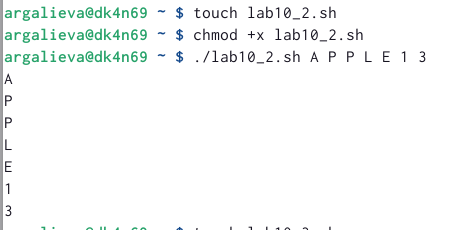 argalieva@dk4n69 ~ $ touch lab10_2.sh
argalieva@dk4n69 ~ $ chmod +x lab10_2.sh
argalieva@dk4n69 ~ $ ./lab10_2.sh A P P L E 1 3
A
P
P
L
E
1
3